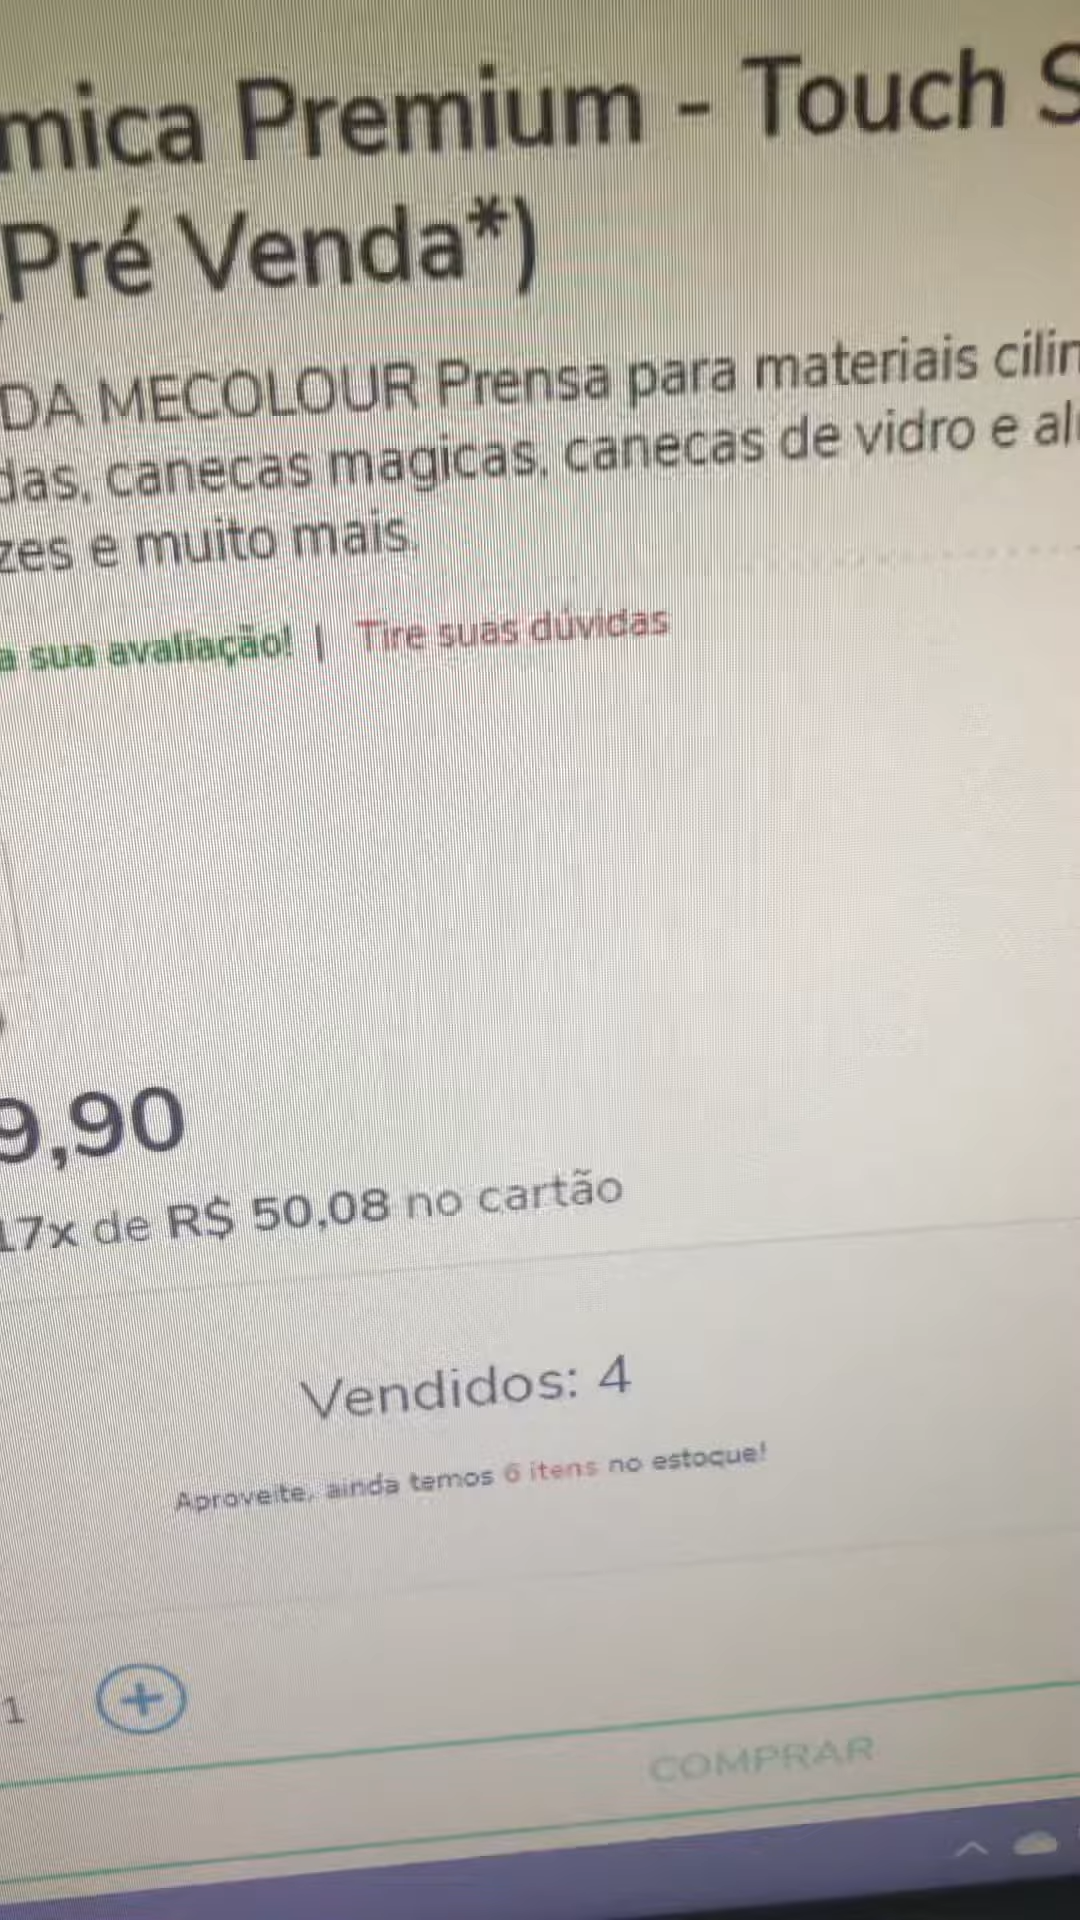 mica Premium - Touch S
(Pré Venda*)
DA MECOLOUR Prensa para materiais cilin
das, canecas magicas, canecas de vidro e alu
zes e muito mais.
a sua avaliação! | Tire suas dúvidas
9,90
17x de R$ 50,08 no cartão
Vendidos: 4
Aproveite, ainda temos 6 itens no estoque!
1 +
COMPRAR